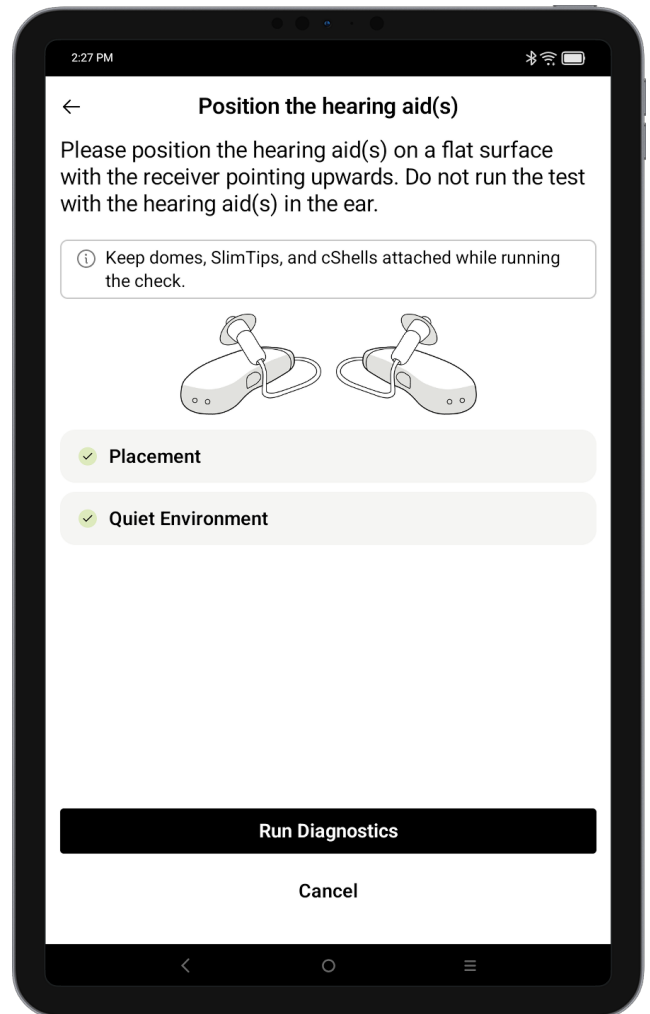 2:27 PM
Position the hearing aid(s)
Please position the hearing aid(s) on a flat surface
with the receiver pointing upwards. Do not run the test
with the hearing aid(s) in the ear.
Keep domes, SlimTips, and cShells attached while running
the check.
Placement
Quiet Environment
Run Diagnostics
Cancel